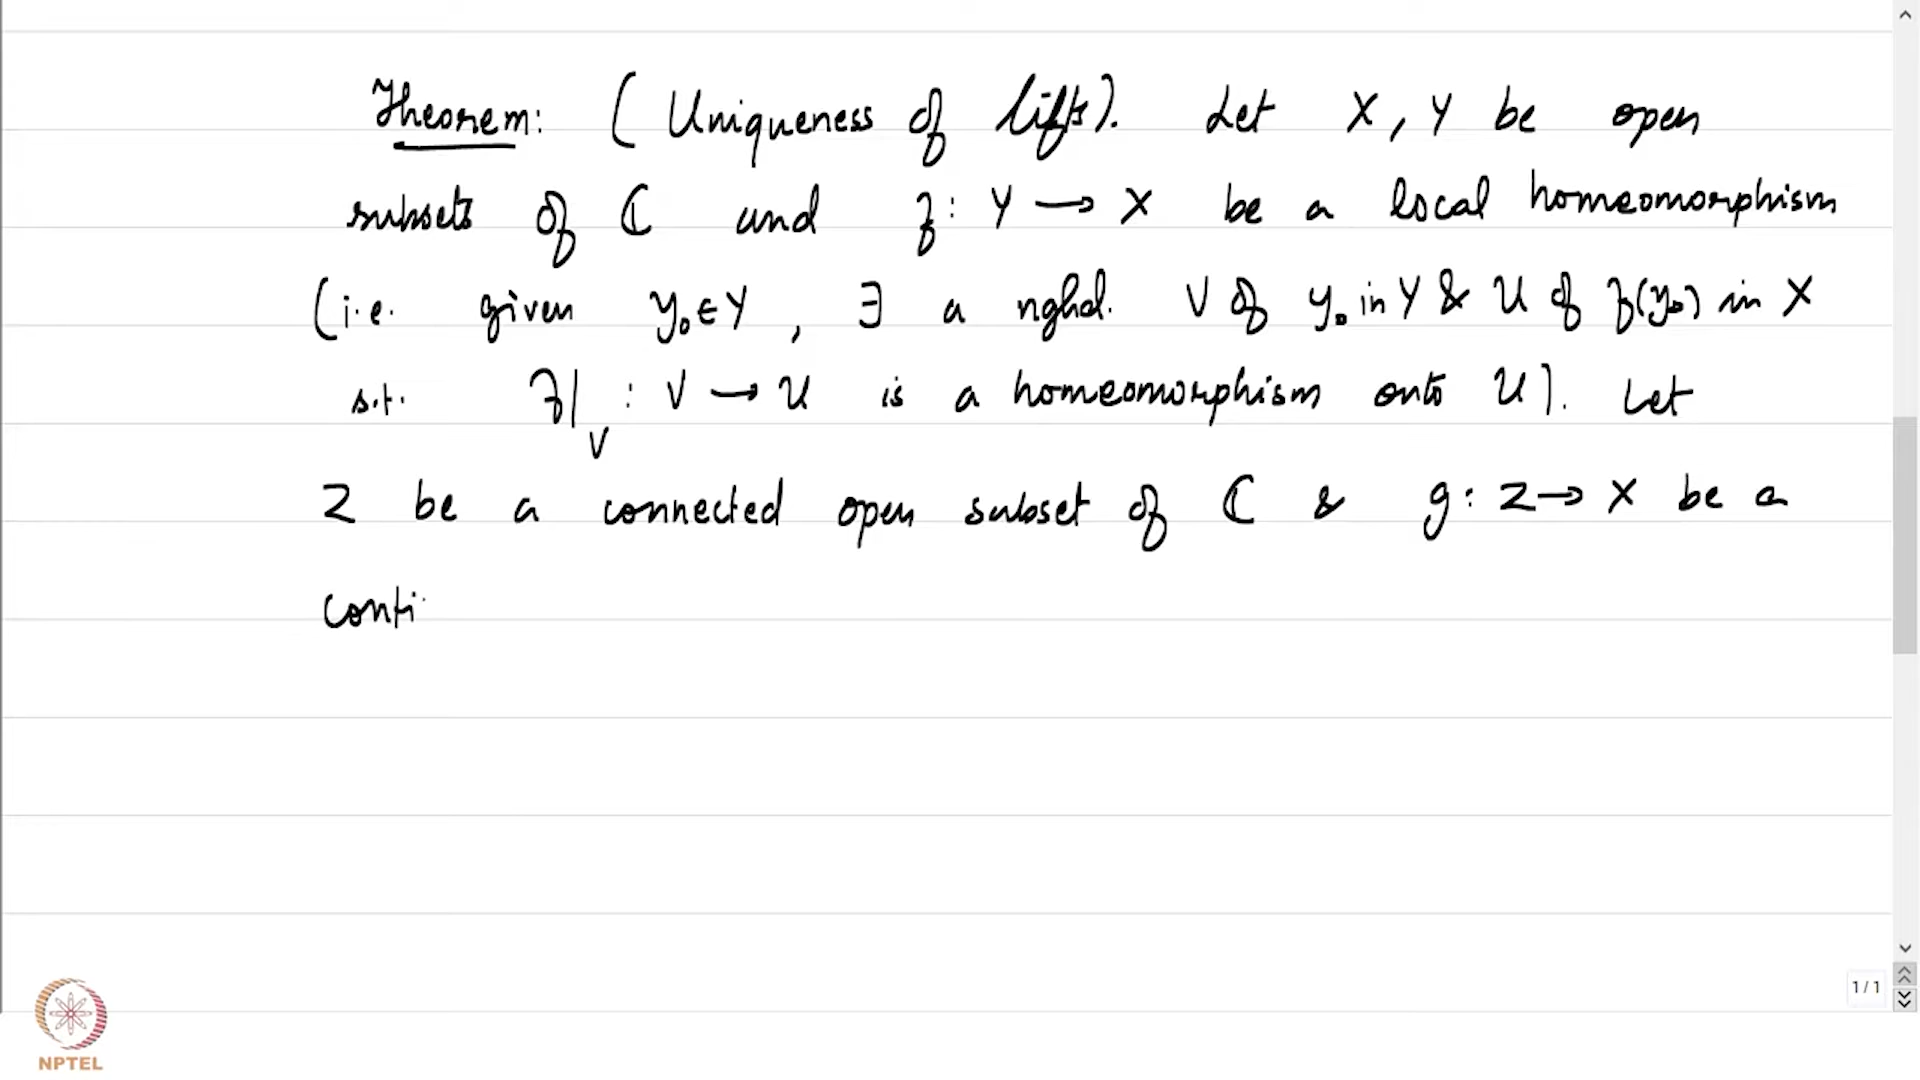 Theorem: (Uniqueness of lifts). Let X, Y be open
subsets of ℂ and f: Y → X be a local homeomorphism
(i.e. given y₀ ∈ Y, ∃ a nghd. V of y₀ in Y & U of f(y₀) in X
s.t. f|_V : V → U is a homeomorphism onto U). Let
Z be a connected open subset of ℂ & g: Z → X be a
conti
1 / 1
NPTEL